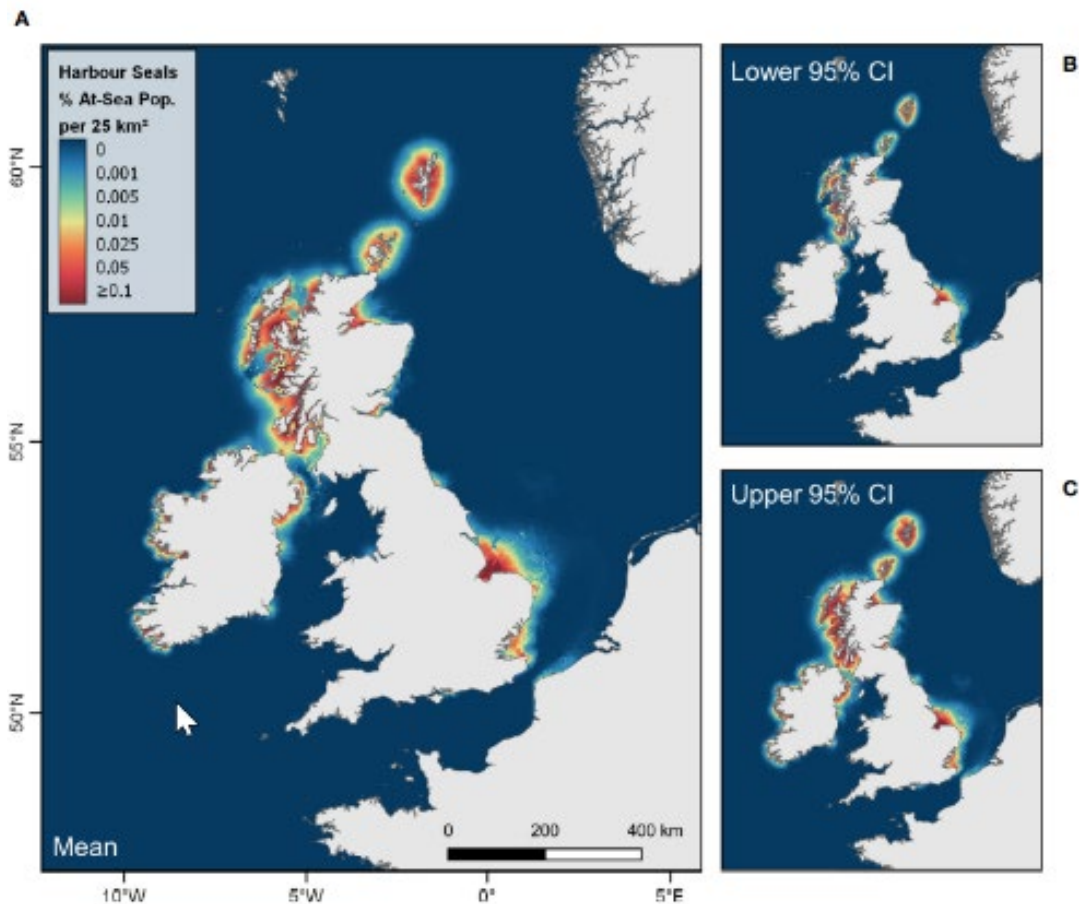 A
Harbour Seals
% At-Sea Pop.
per 25 km²
0
0.001
0.005
0.01
0.025
0.05
≥0.1
60°N
55°N
50°N
Mean
0 200 400 km
10°W 5°W 0° 5°E
Lower 95% CI
B
Upper 95% CI
C